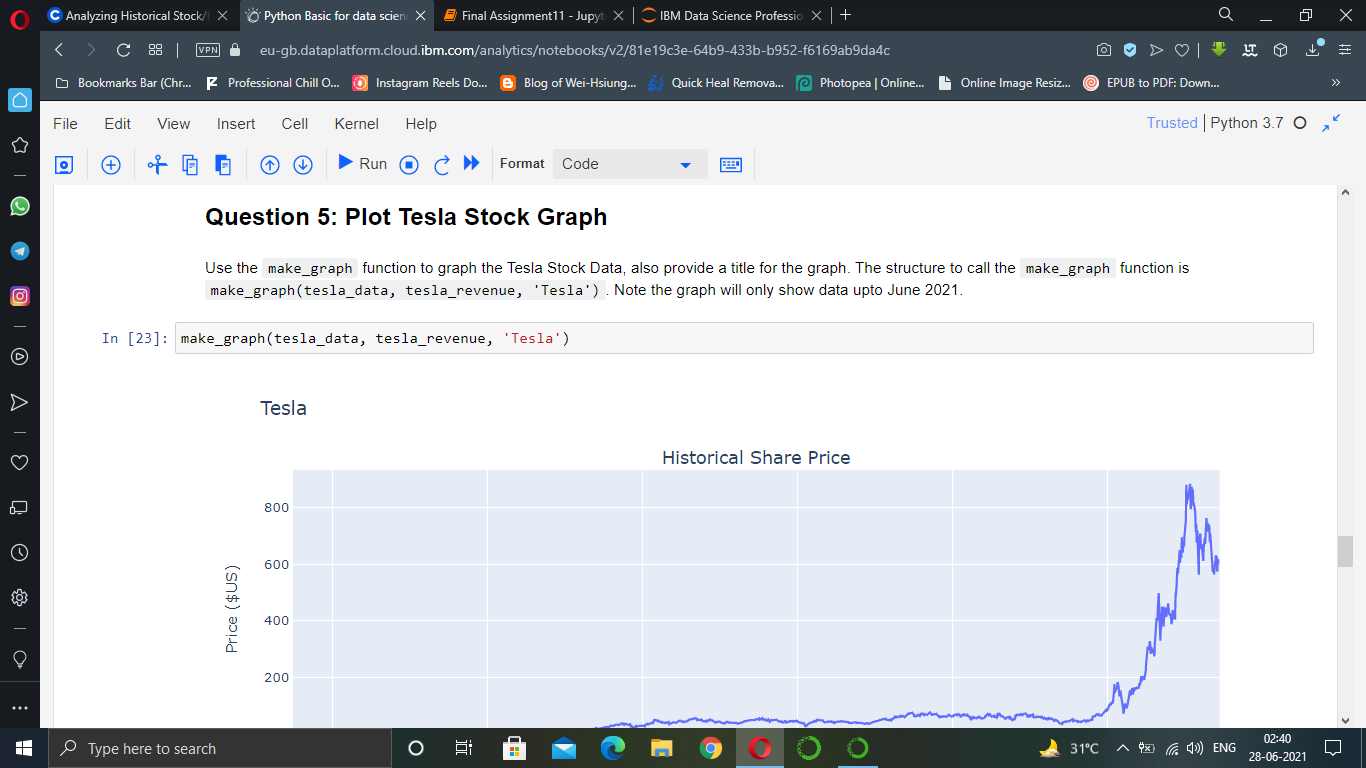 Analyzing Historical Stock/
Python Basic for data scien
Final Assignment11 - Jupyt
IBM Data Science Professio
VPN
eu-gb.dataplatform.cloud.ibm.com/analytics/notebooks/v2/81e19c3e-64b9-433b-b952-f6169ab9da4c
Bookmarks Bar (Chr...
Professional Chill O...
Instagram Reels Do...
Blog of Wei-Hsiung...
Quick Heal Remova...
Photopea | Online...
Online Image Resiz...
EPUB to PDF: Down...
File Edit View Insert Cell Kernel Help
Trusted | Python 3.7
Run
Format
Code
Question 5: Plot Tesla Stock Graph
Use the make_graph function to graph the Tesla Stock Data, also provide a title for the graph. The structure to call the make_graph function is
make_graph(tesla_data, tesla_revenue, 'Tesla') . Note the graph will only show data upto June 2021.
In [23]: make_graph(tesla_data, tesla_revenue, 'Tesla')
Tesla
Historical Share Price
800
600
400
200
Price ($US)
Type here to search
31°C
ENG
02:40
28-06-2021